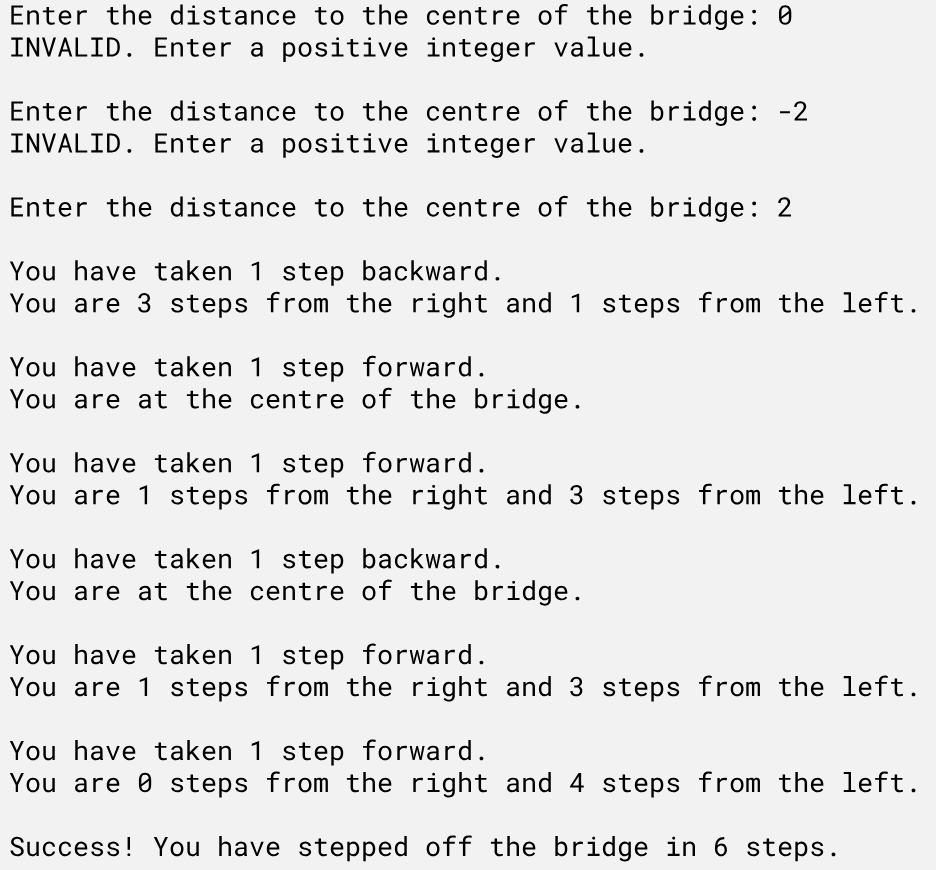 Enter the distance to the centre of the bridge: 0
INVALID. Enter a positive integer value.
Enter the distance to the centre of the bridge: -2
INVALID. Enter a positive integer value.
Enter the distance to the centre of the bridge: 2
You have taken 1 step backward.
You are 3 steps from the right and 1 steps from the left.
You have taken 1 step forward.
You are at the centre of the bridge.
You have taken 1 step forward.
You are 1 steps from the right and 3 steps from the left.
You have taken 1 step backward.
You are at the centre of the bridge.
You have taken 1 step forward.
You are 1 steps from the right and 3 steps from the left.
You have taken 1 step forward.
You are 0 steps from the right and 4 steps from the left.
Success! You have stepped off the bridge in 6 steps.